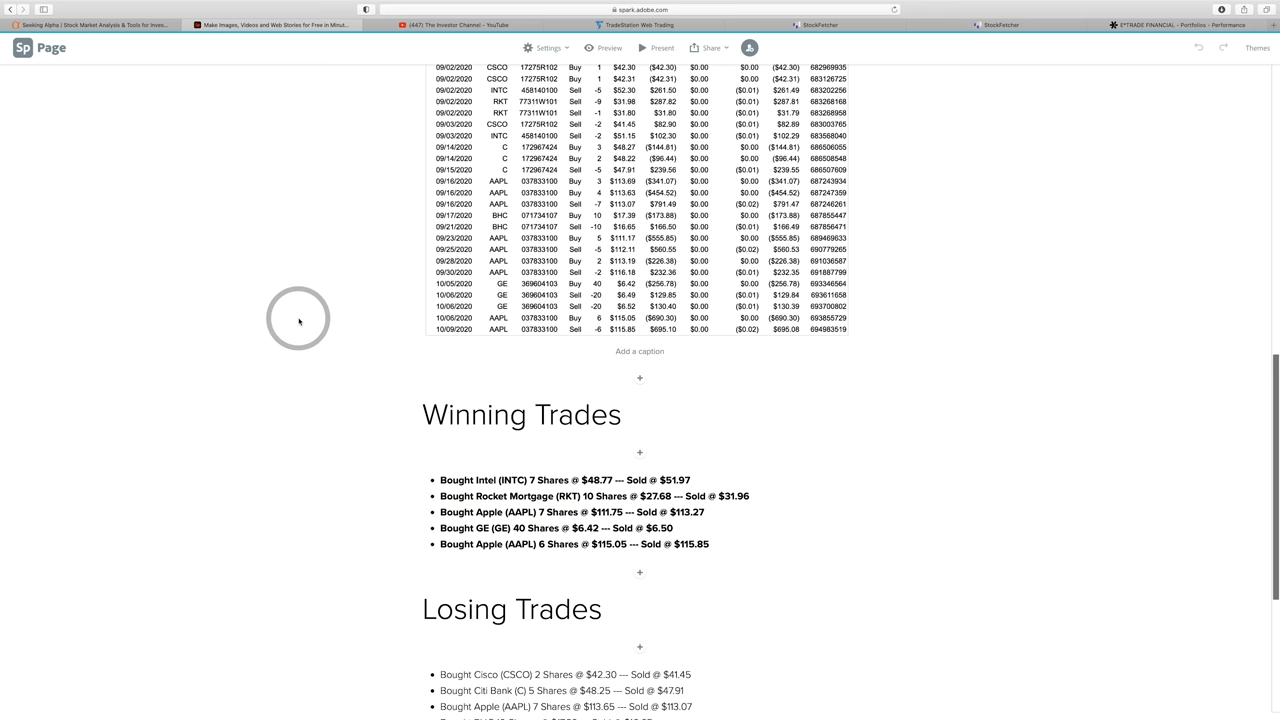 spark.adobe.com
Seeking Alpha | Stock Market Analysis & Tools for Inves...
Make Images, Videos and Web Stories for Free in Minut...
(447) The Investor Channel - YouTube
TradeStation Web Trading
StockFetcher
StockFetcher
E*TRADE FINANCIAL - Portfolios - Performance
Sp Page
Settings
Preview
Present
Share
Themes
09/02/2020 CSCO 17275R102 Buy 1 $42.30 ($42.30) $0.00 $0.00 ($42.30) 682969935
09/02/2020 CSCO 17275R102 Buy 1 $42.31 ($42.31) $0.00 $0.00 ($42.31) 683126725
09/02/2020 INTC 458140100 Sell -5 $52.30 $261.50 $0.00 ($0.01) $261.49 683202256
09/02/2020 RKT 77311W101 Sell -9 $31.98 $287.82 $0.00 ($0.01) $287.81 683268168
09/02/2020 RKT 77311W101 Sell -1 $31.80 $31.80 $0.00 ($0.01) $31.79 683268958
09/03/2020 CSCO 17275R102 Sell -2 $41.45 $82.90 $0.00 ($0.01) $82.89 683003765
09/03/2020 INTC 458140100 Sell -2 $51.15 $102.30 $0.00 ($0.01) $102.29 683568040
09/14/2020 C 172967424 Buy 3 $48.27 ($144.81) $0.00 $0.00 ($144.81) 686506055
09/14/2020 C 172967424 Buy 2 $48.22 ($96.44) $0.00 $0.00 ($96.44) 686508548
09/15/2020 C 172967424 Sell -5 $47.91 $239.56 $0.00 ($0.01) $239.55 686507609
09/16/2020 AAPL 037833100 Buy 3 $113.69 ($341.07) $0.00 $0.00 ($341.07) 687243934
09/16/2020 AAPL 037833100 Buy 4 $113.63 ($454.52) $0.00 $0.00 ($454.52) 687247359
09/16/2020 AAPL 037833100 Sell -7 $113.07 $791.49 $0.00 ($0.02) $791.47 687246261
09/17/2020 BHC 071734107 Buy 10 $17.39 ($173.88) $0.00 $0.00 ($173.88) 687855447
09/21/2020 BHC 071734107 Sell -10 $16.65 $166.50 $0.00 ($0.01) $166.49 687856471
09/23/2020 AAPL 037833100 Buy 5 $111.17 ($555.85) $0.00 $0.00 ($555.85) 689469633
09/25/2020 AAPL 037833100 Sell -5 $112.11 $560.55 $0.00 ($0.02) $560.53 690779265
09/28/2020 AAPL 037833100 Buy 2 $113.19 ($226.38) $0.00 $0.00 ($226.38) 691036587
09/30/2020 AAPL 037833100 Sell -2 $116.18 $232.36 $0.00 ($0.01) $232.35 691887799
10/05/2020 GE 369604103 Buy 40 $6.42 ($256.78) $0.00 $0.00 ($256.78) 693346564
10/06/2020 GE 369604103 Sell -20 $6.49 $129.85 $0.00 ($0.01) $129.84 693611658
10/06/2020 GE 369604103 Sell -20 $6.52 $130.40 $0.00 ($0.01) $130.39 693700802
10/06/2020 AAPL 037833100 Buy 6 $115.05 ($690.30) $0.00 $0.00 ($690.30) 693855729
10/09/2020 AAPL 037833100 Sell -6 $115.85 $695.10 $0.00 ($0.02) $695.08 694983519
Add a caption
Winning Trades
• Bought Intel (INTC) 7 Shares @ $48.77 --- Sold @ $51.97
• Bought Rocket Mortgage (RKT) 10 Shares @ $27.68 --- Sold @ $31.96
• Bought Apple (AAPL) 7 Shares @ $111.75 --- Sold @ $113.27
• Bought GE (GE) 40 Shares @ $6.42 --- Sold @ $6.50
• Bought Apple (AAPL) 6 Shares @ $115.05 --- Sold @ $115.85
Losing Trades
• Bought Cisco (CSCO) 2 Shares @ $42.30 --- Sold @ $41.45
• Bought Citi Bank (C) 5 Shares @ $48.25 --- Sold @ $47.91
• Bought Apple (AAPL) 7 Shares @ $113.65 --- Sold @ $113.07